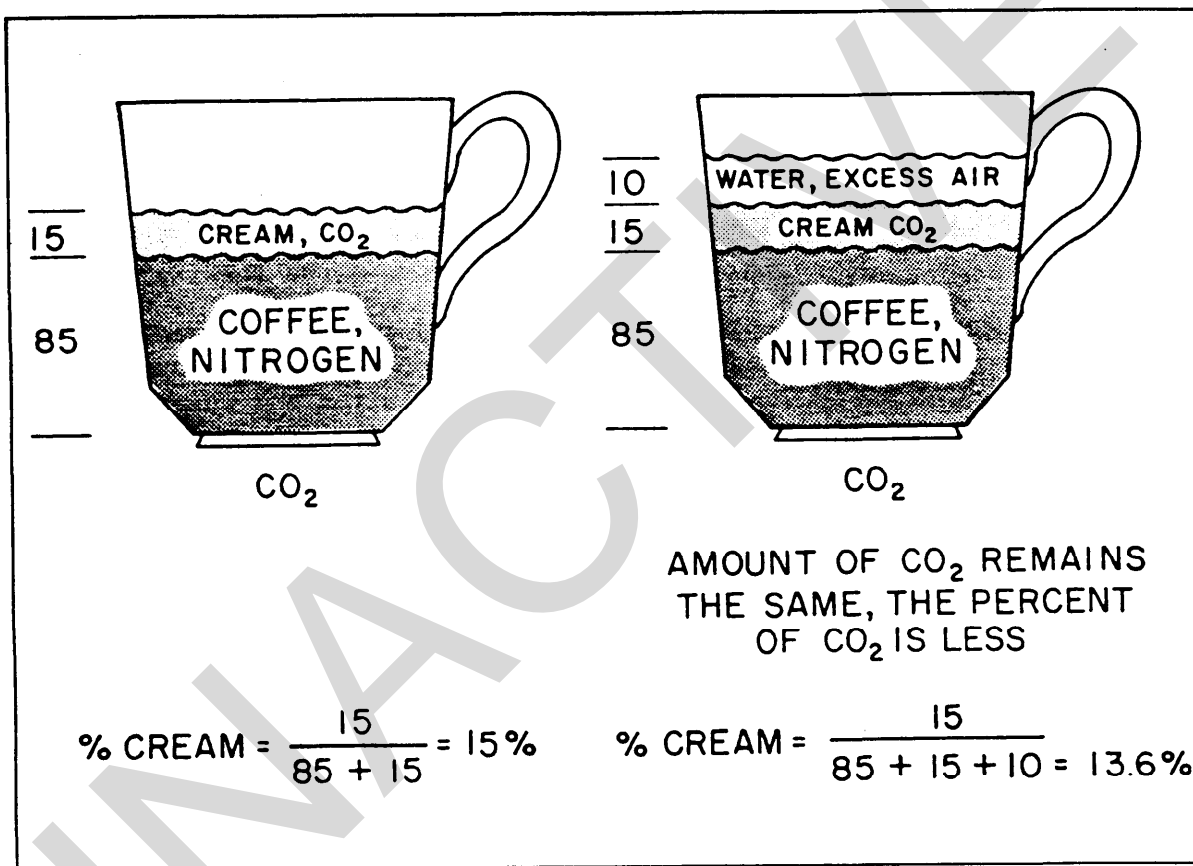 15
CREAM, CO₂
85
COFFEE,
NITROGEN
CO₂
10
WATER, EXCESS AIR
15
CREAM CO₂
85
COFFEE,
NITROGEN
CO₂
AMOUNT OF CO₂ REMAINS
THE SAME, THE PERCENT
OF CO₂ IS LESS
% CREAM = 15 / 85 + 15 = 15%
% CREAM = 15 / 85 + 15 + 10 = 13.6%
INACTIVE